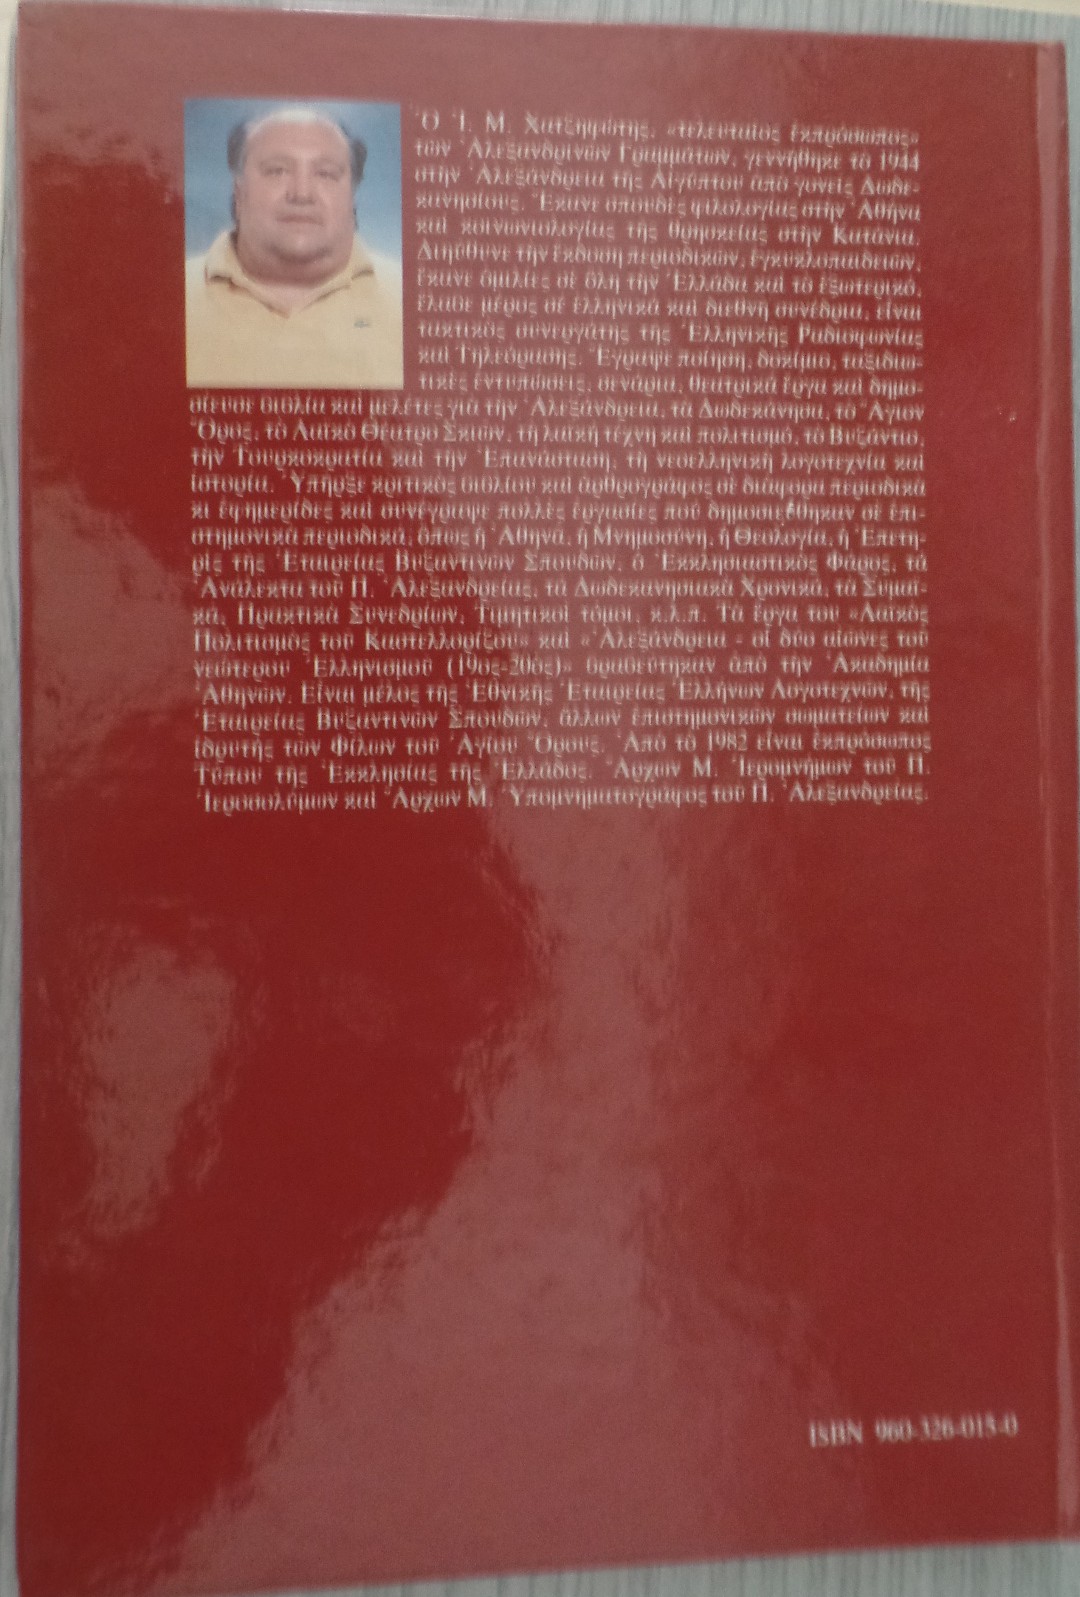 Ὁ Ἰ. Μ. Χατζηφώτης, «τελευταῖος ἐκπρόσωπος»
τῶν Ἀλεξανδρινῶν Γραμμάτων, γεννήθηκε τὸ 1944
στὴν Ἀλεξάνδρεια τῆς Αἰγύπτου ἀπὸ γονεῖς Δωδε-
κανησίους. Ἔκανε σπουδὲς φιλολογίας στὴν Ἀθήνα
καὶ κοινωνιολογίας τῆς θρησκείας στὴν Κατάνια.
Διηύθυνε τὴν ἔκδοση περιοδικῶν, ἐγκυκλοπαιδειῶν,
ἔκανε ὁμιλίες σὲ ὅλη τὴν Ἑλλάδα καὶ τὸ ἐξωτερικό,
ἔλαβε μέρος σὲ ἑλληνικὰ καὶ διεθνῆ συνέδρια, εἶναι
τακτικὸς συνεργάτης τῆς Ἑλληνικῆς Ραδιοφωνίας
καὶ Τηλεόρασης. Ἔγραψε ποίηση, δοκίμιο, ταξιδιω-
τικὲς ἐντυπώσεις, σενάρια, θεατρικὰ ἔργα καὶ δημο-
σίευσε βιβλία καὶ μελέτες γιὰ τὴν Ἀλεξάνδρεια, τὰ Δωδεκάνησα, τὸ Ἅγιον
Ὄρος, τὸ Λαϊκὸ Θέατρο Σκιῶν, τὴ λαϊκὴ τέχνη καὶ πολιτισμό, τὸ Βυζάντιο,
τὴν Τουρκοκρατία καὶ τὴν Ἐπανάσταση, τὴ νεοελληνικὴ λογοτεχνία καὶ
ἱστορία. Ὑπῆρξε κριτικὸς βιβλίου καὶ ἀρθρογράφος σὲ διάφορα περιοδικὰ
κι ἐφημερίδες καὶ συνέγραψε πολλὲς ἐργασίες ποὺ δημοσιεύθηκαν σὲ ἐπι-
στημονικὰ περιοδικά, ὅπως ἡ Ἀθηνᾶ, ἡ Μνημοσύνη, ἡ Θεολογία, ἡ Ἐπετη-
ρὶς τῆς Ἑταιρείας Βυζαντινῶν Σπουδῶν, ὁ Ἐκκλησιαστικὸς Φάρος, τὰ
Ἀνάλεκτα τοῦ Π. Ἀλεξανδρείας, τὰ Δωδεκανησιακὰ Χρονικά, τὰ Συμαϊ-
κά, Πρακτικὰ Συνεδρίων, Τιμητικοὶ τόμοι, κ.λ.π. Τὰ ἔργα του «Λαϊκὸς
Πολιτισμὸς τοῦ Καστελλορίζου» καὶ «Ἀλεξάνδρεια - οἱ δύο αἰῶνες τοῦ
νεώτερου Ἑλληνισμοῦ (19ος-20ὸς)» βραβεύτηκαν ἀπὸ τὴν Ἀκαδημία
Ἀθηνῶν. Εἶναι μέλος τῆς Ἐθνικῆς Ἑταιρείας Ἑλλήνων Λογοτεχνῶν, τῆς
Ἑταιρείας Βυζαντινῶν Σπουδῶν, ἄλλων ἐπιστημονικῶν σωματείων καὶ
ἱδρυτὴς τῶν Φίλων τοῦ Ἁγίου Ὄρους. Ἀπὸ τὸ 1982 εἶναι ἐκπρόσωπος
Τύπου τῆς Ἐκκλησίας τῆς Ἑλλάδος. Ἄρχων Μ. Ἱερομνήμων τοῦ Π.
Ἱεροσολύμων καὶ Ἄρχων Μ. Ὑπομνηματογράφος τοῦ Π. Ἀλεξανδρείας.
ISBN 960-326-015-0